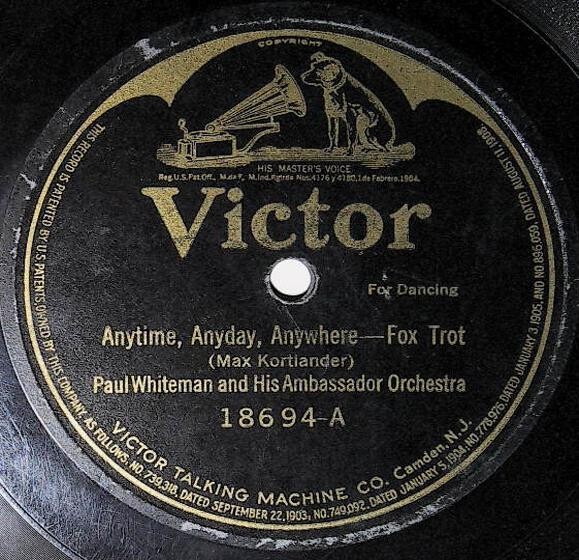 COPYRIGHT
HIS MASTER'S VOICE
Reg.U.S.Pat.Off., M.de F. M.Ind.Rgtrda Nos.4176 y 4180,1.de Febrero,1904.
Victor
For Dancing
Anytime, Anyday, Anywhere—Fox Trot
(Max Kortlander)
Paul Whiteman and His Ambassador Orchestra
18694-A
VICTOR TALKING MACHINE CO. Camden, N.J.
THIS RECORD IS PATENTED BY U.S. PATENTS, OWNED BY THIS COMPANY, AS FOLLOWS: NO. 739,318, DATED SEPTEMBER 22, 1903; NO. 749,092, DATED JANUARY 5, 1904; NO. 778,976, DATED JANUARY 3, 1905, AND NO. 896,059, DATED AUGUST 11, 1908.